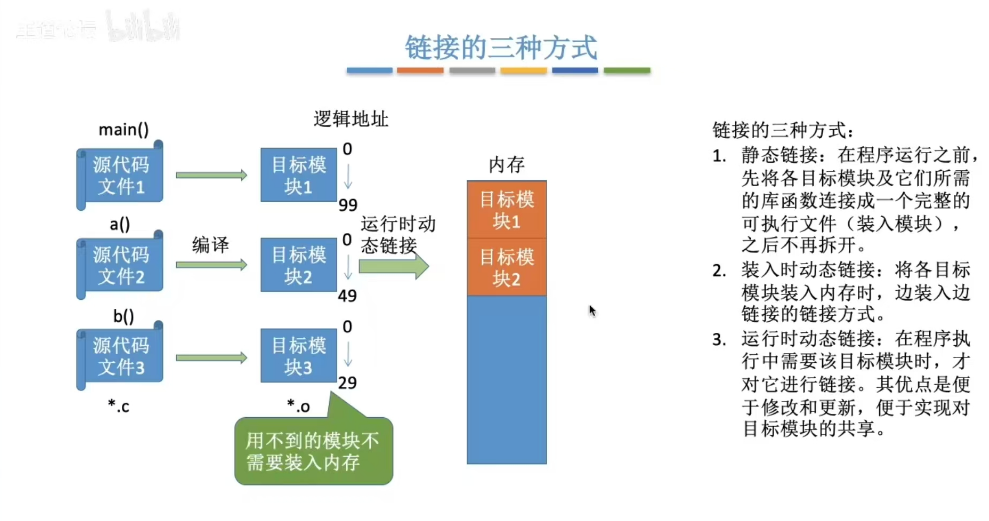 bilibili
链接的三种方式
逻辑地址
main()
源代码
文件1
目标模
块1
0
99
a()
源代码
文件2
编译
目标模
块2
0
49
运行时动
态链接
b()
源代码
文件3
目标模
块3
0
29
*.c
*.o
用不到的模块不
需要装入内存
内存
目标模
块1
目标模
块2
链接的三种方式：
1. 静态链接：在程序运行之前，
先将各目标模块及它们所需
的库函数连接成一个完整的
可执行文件（装入模块），
之后不再拆开。
2. 装入时动态链接：将各目标
模块装入内存时，边装入边
链接的链接方式。
3. 运行时动态链接：在程序执
行中需要该目标模块时，才
对它进行链接。其优点是便
于修改和更新，便于实现对
目标模块的共享。